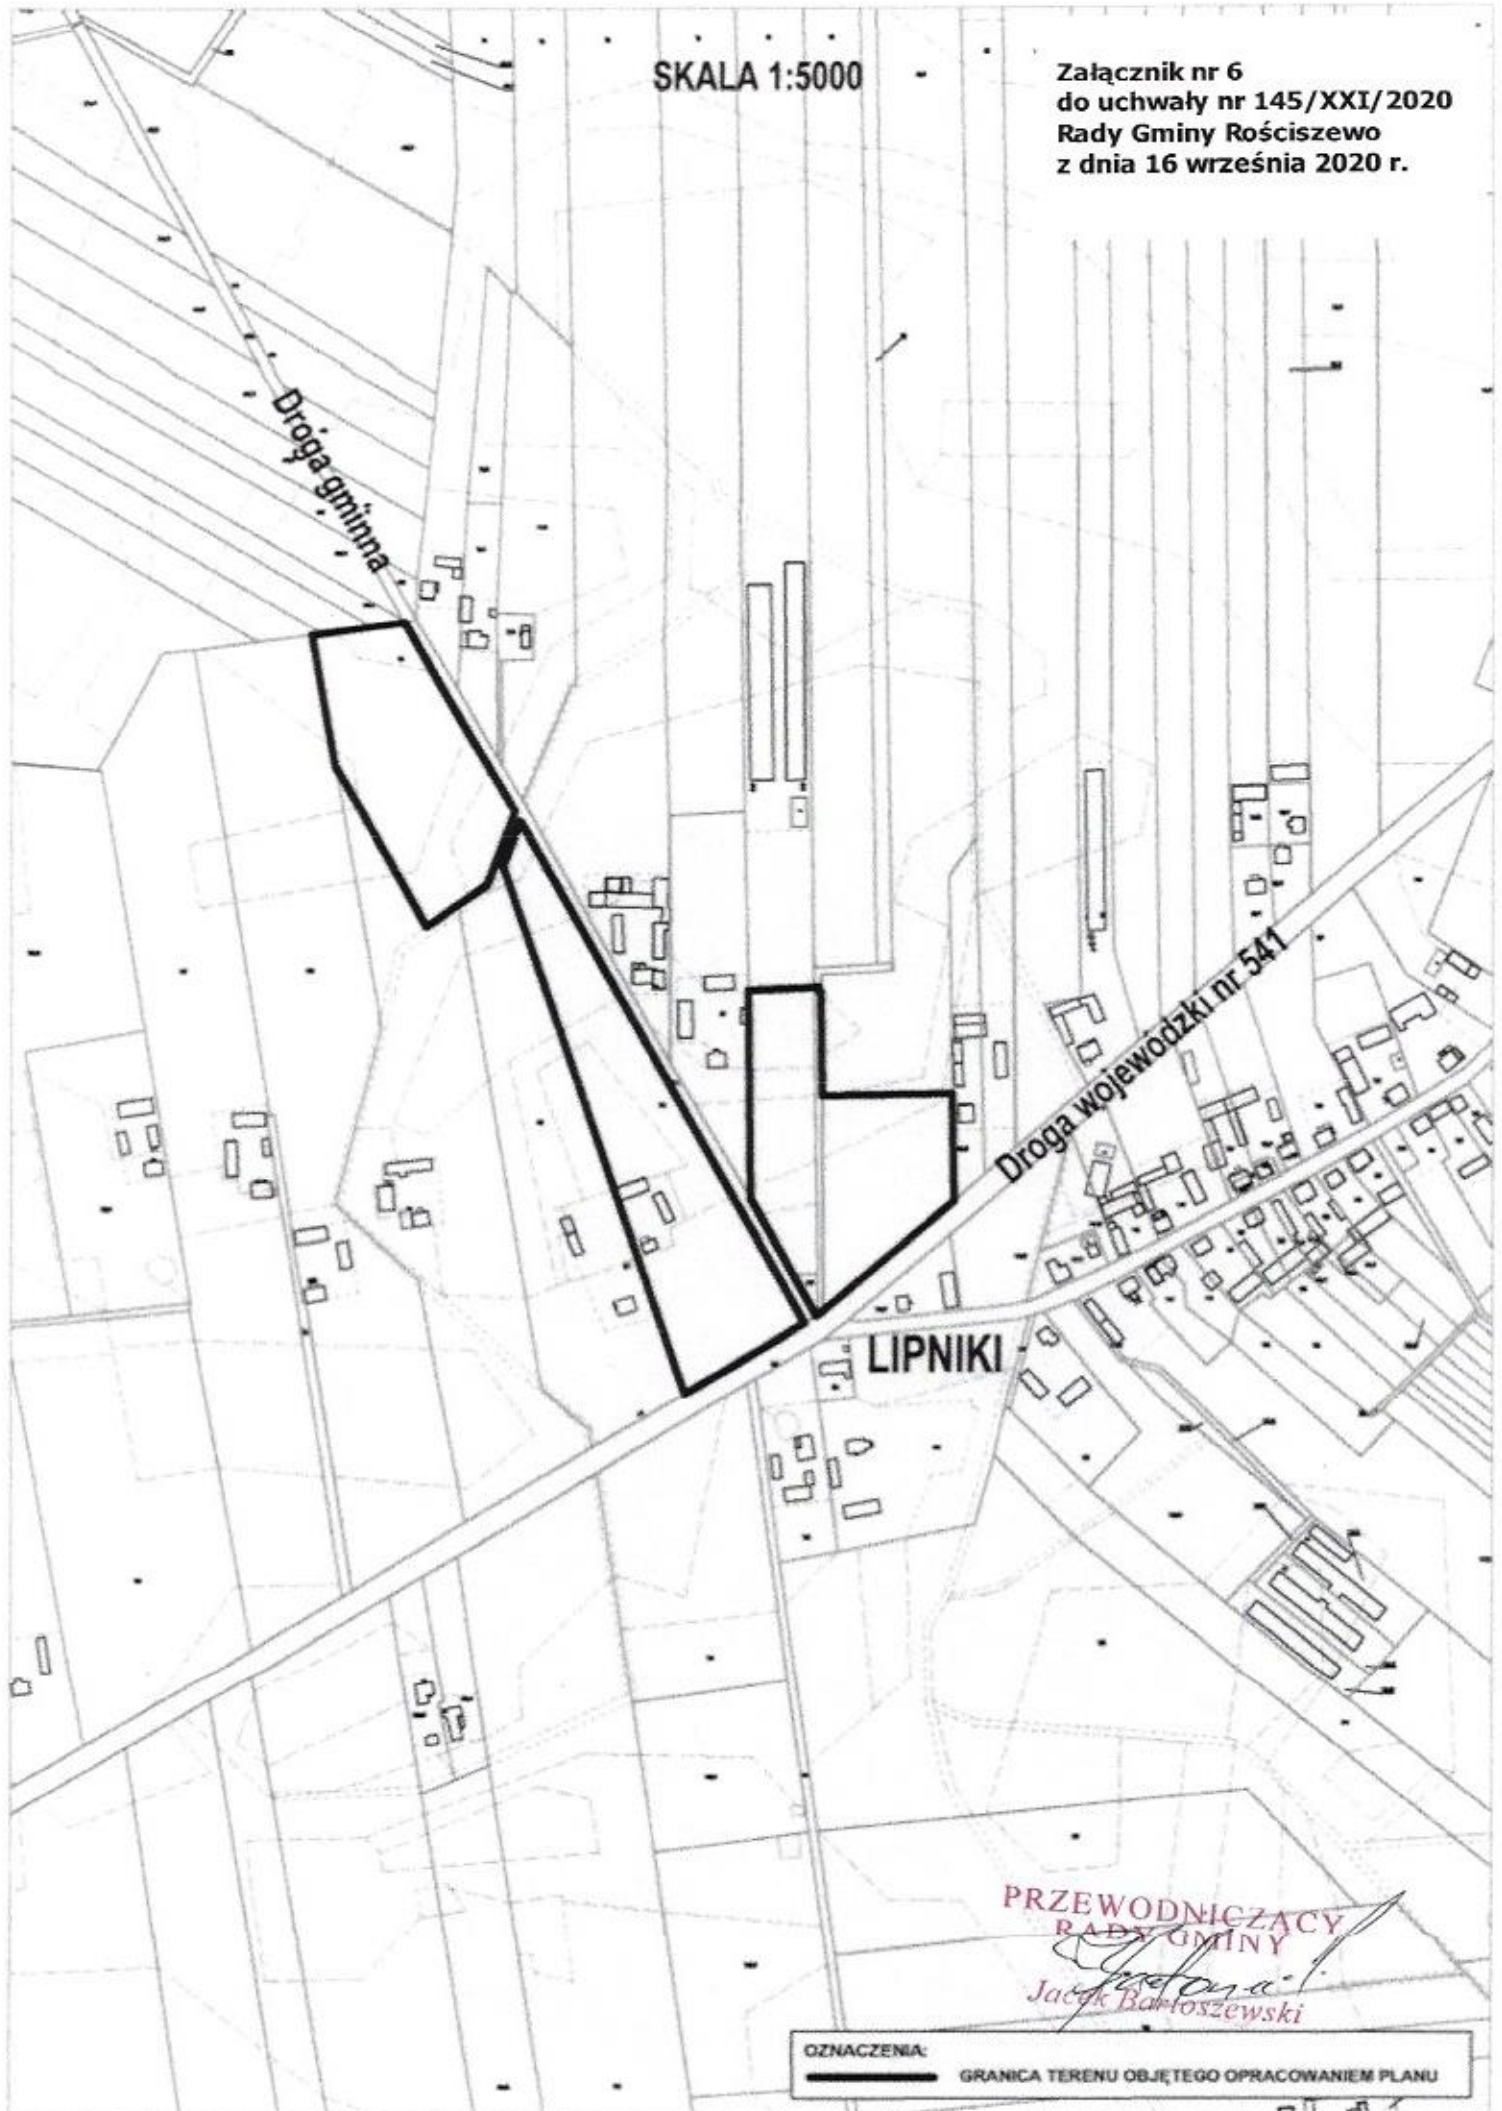 SKALA 1:5000
Załącznik nr 6
do uchwały nr 145/XXI/2020
Rady Gminy Rościszewo
z dnia 16 września 2020 r.
Droga gminna
Droga wojewódzki nr 541
LIPNIKI
PRZEWODNICZĄCY
RADY GMINY
Jacek Bartoszewski
OZNACZENIA:
GRANICA TERENU OBJĘTEGO OPRACOWANIEM PLANU